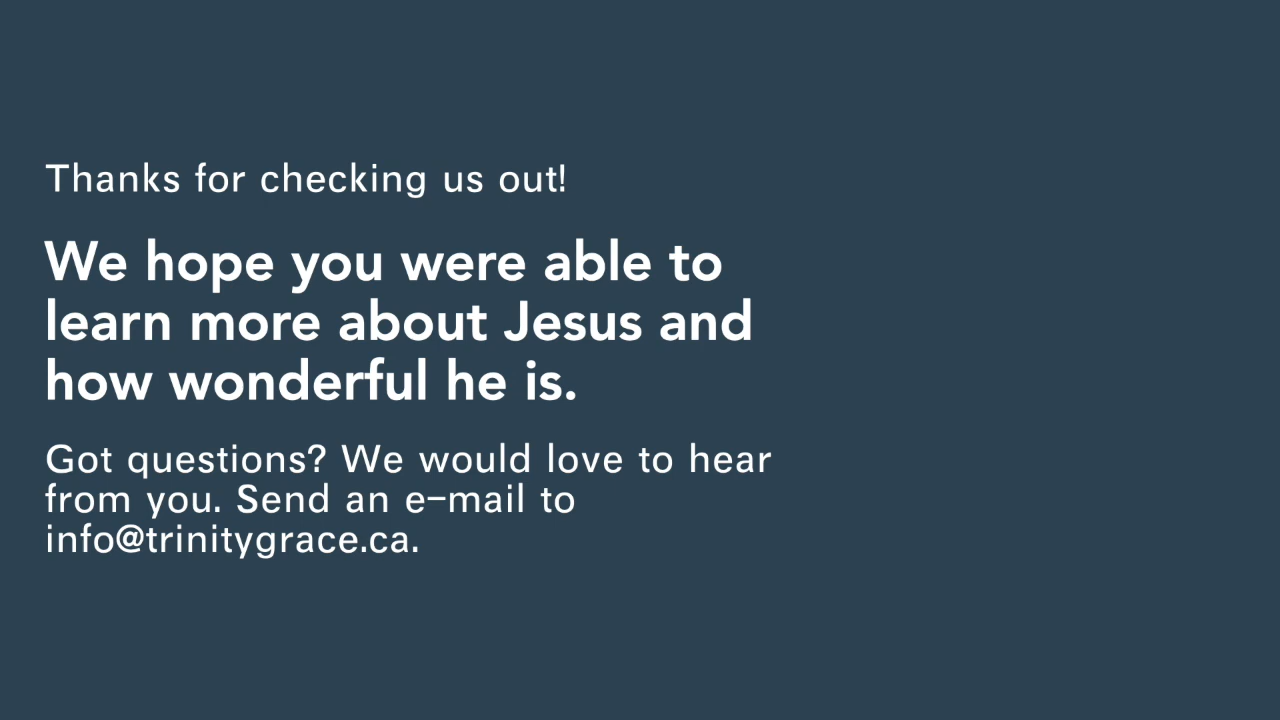 Thanks for checking us out!
We hope you were able to
learn more about Jesus and
how wonderful he is.
Got questions? We would love to hear
from you. Send an e-mail to
info@trinitygrace.ca.